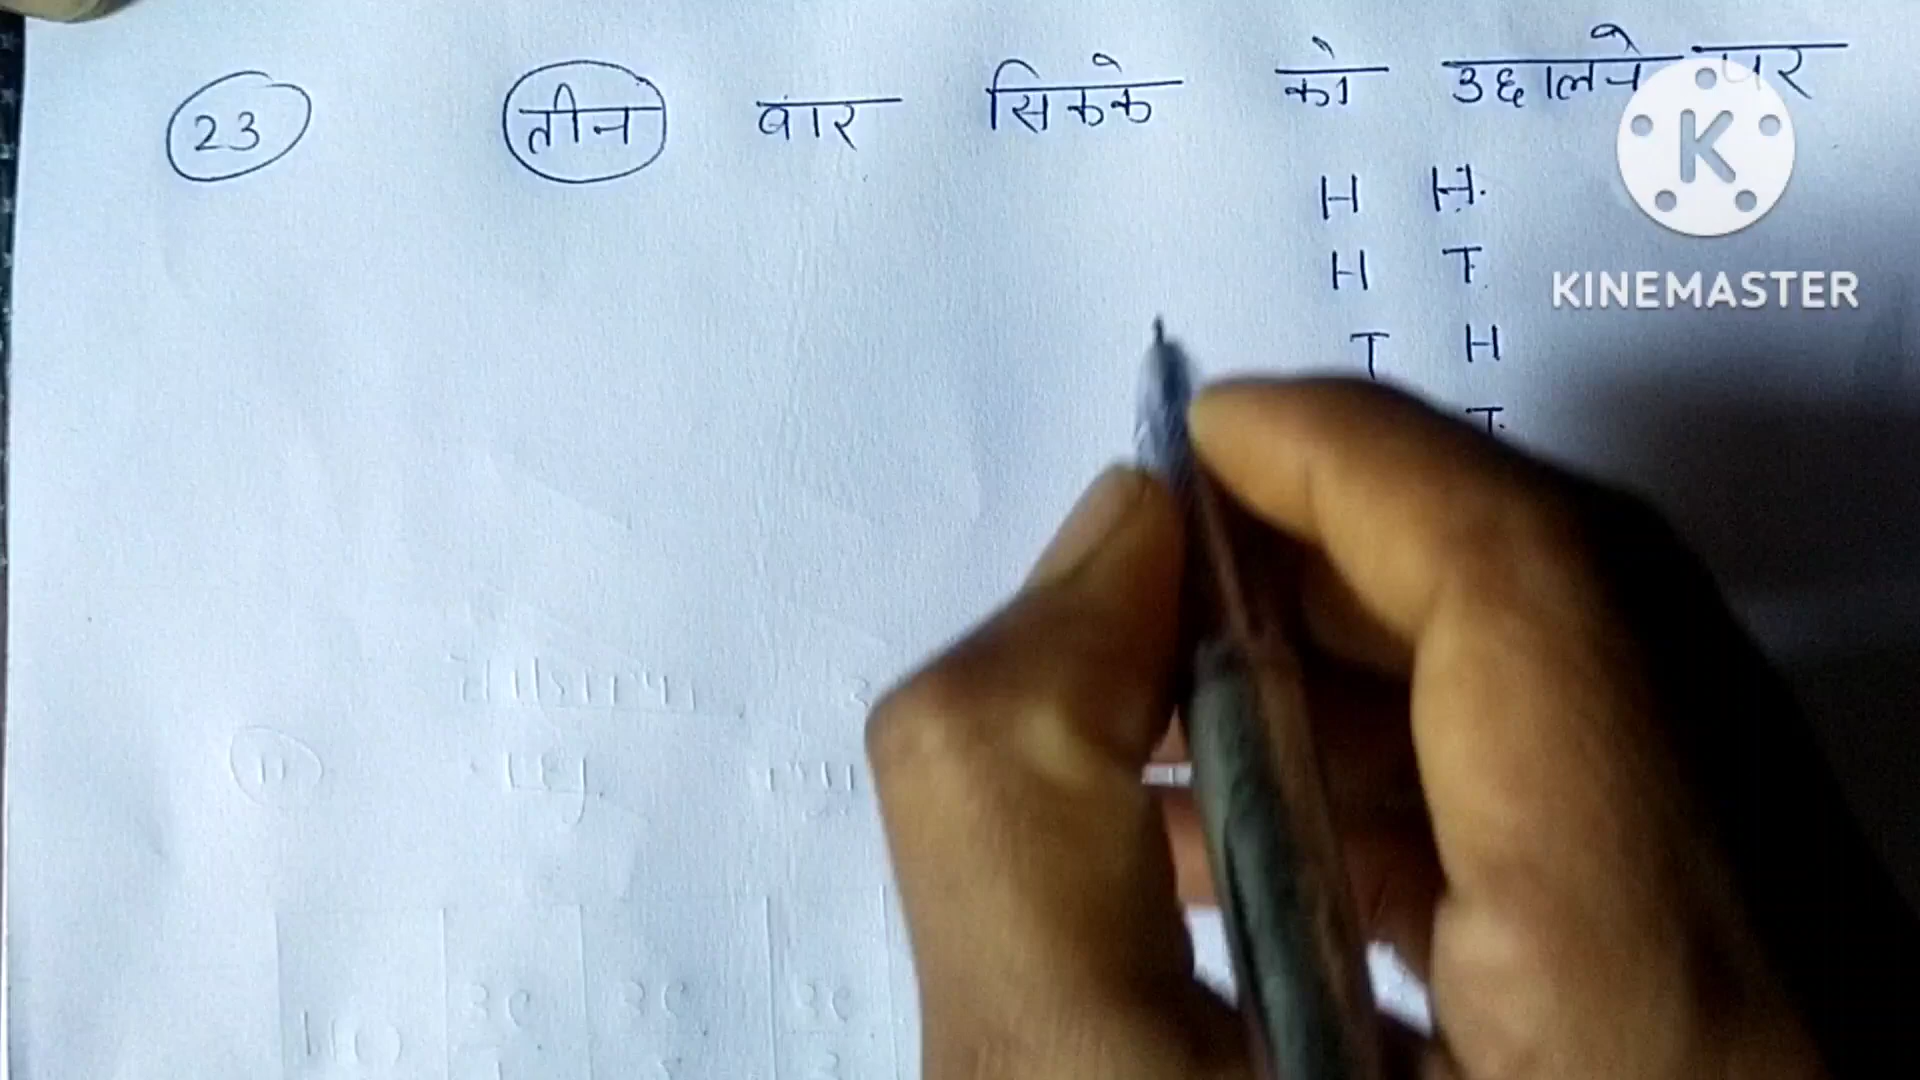 23 तीन बार सिक्के को उछालने पर
H H.
H T
T H
T.
KINEMASTER